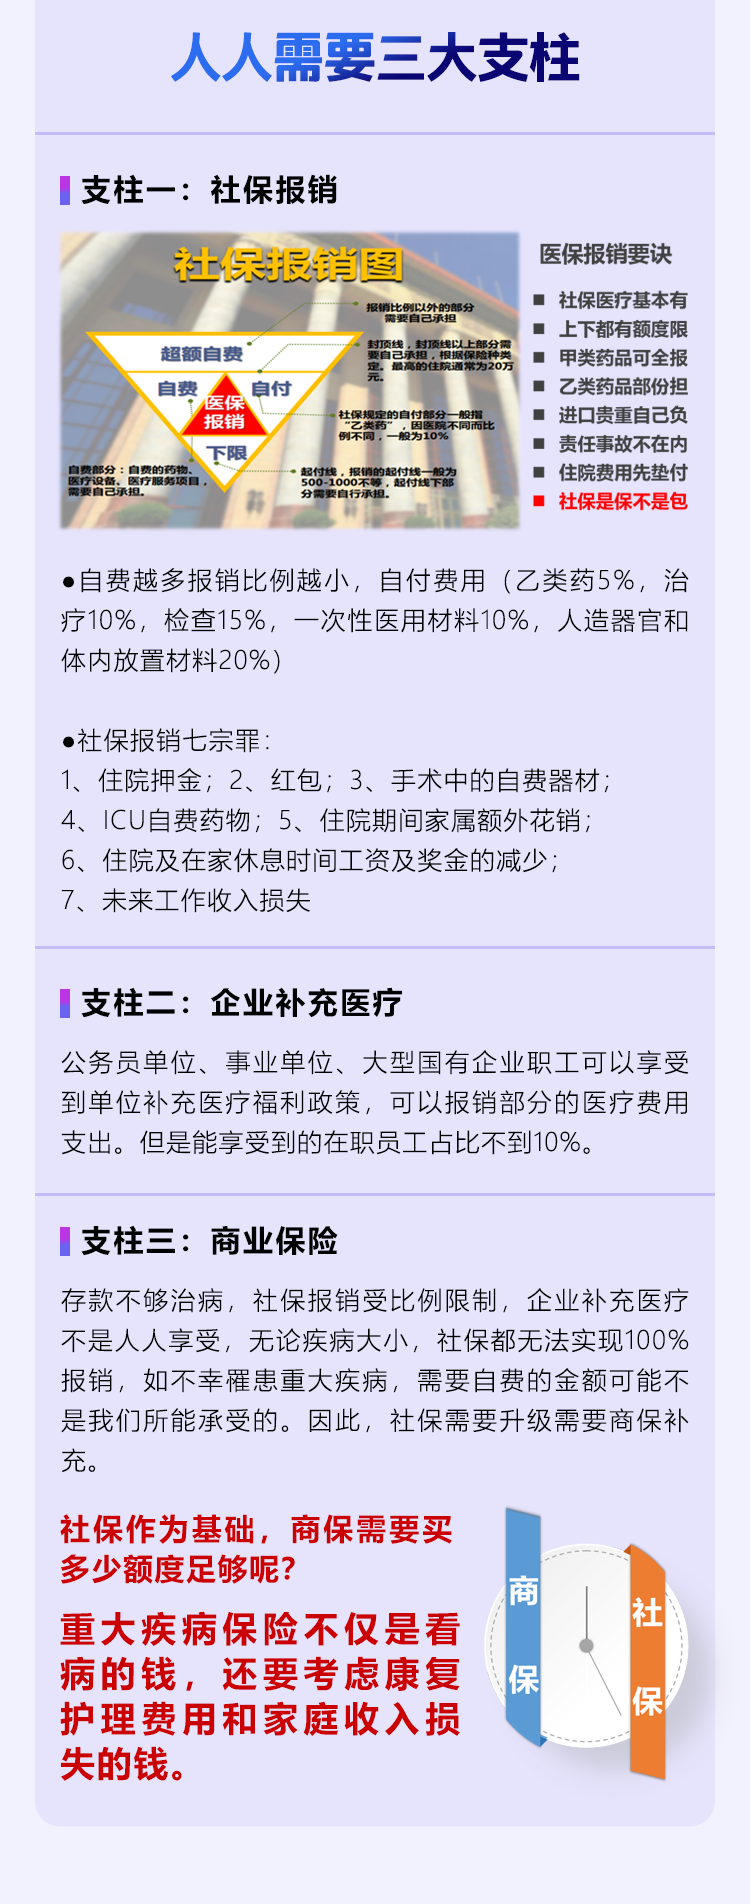 人人需要三大支柱
支柱一：社保报销
社保报销图
报销比例以外的部分
需要自己承担
封顶线，封顶线以上部分需
要自己承担，根据保险种类
定。最高的住院通常为20万
元。
超额自费
自费
自付
医保
报销
下限
社保规定的自付部分一般指
“乙类药”，因医院不同而比
例不同，一般为10%
自费部分：自费的药物、
医疗设备、医疗服务项目，
需要自己承担。
起付线，报销的起付线一般为
500-1000不等，起付线下部
分需要自行承担。
医保报销要诀
■ 社保医疗基本有
■ 上下都有额度限
■ 甲类药品可全报
■ 乙类药品部份担
■ 进口贵重自己负
■ 责任事故不在内
■ 住院费用先垫付
■ 社保是保不是包
●自费越多报销比例越小，自付费用（乙类药5%，治
疗10%，检查15%，一次性医用材料10%，人造器官和
体内放置材料20%）
●社保报销七宗罪：
1、住院押金；2、红包；3、手术中的自费器材；
4、ICU自费药物；5、住院期间家属额外花销；
6、住院及在家休息时间工资及奖金的减少；
7、未来工作收入损失
支柱二：企业补充医疗
公务员单位、事业单位、大型国有企业职工可以享受
到单位补充医疗福利政策，可以报销部分的医疗费用
支出。但是能享受到的在职员工占比不到10%。
支柱三：商业保险
存款不够治病，社保报销受比例限制，企业补充医疗
不是人人享受，无论疾病大小，社保都无法实现100%
报销，如不幸罹患重大疾病，需要自费的金额可能不
是我们所能承受的。因此，社保需要升级需要商保补
充。
社保作为基础，商保需要买
多少额度足够呢？
重大疾病保险不仅是看
病的钱，还要考虑康复
护理费用和家庭收入损
失的钱。
商保
社保